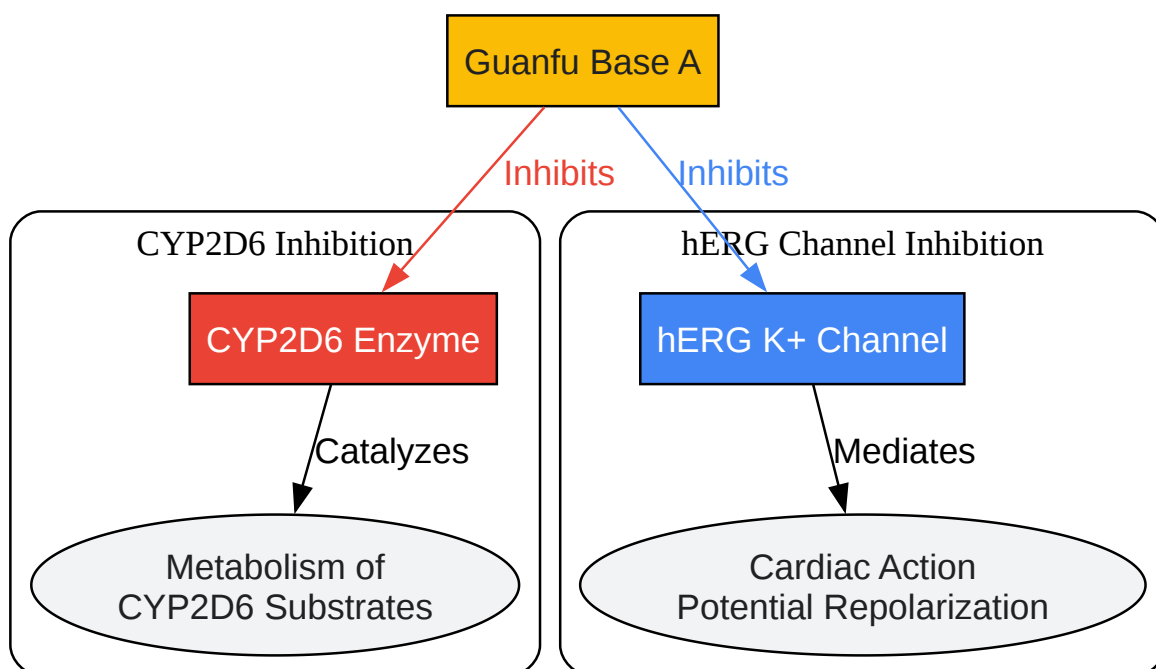 Guanfu Base A
Inhibits
Inhibits
CYP2D6 Inhibition
hERG Channel Inhibition
CYP2D6 Enzyme
hERG K+ Channel
Catalyzes
Mediates
Metabolism of
CYP2D6 Substrates
Cardiac Action
Potential Repolarization